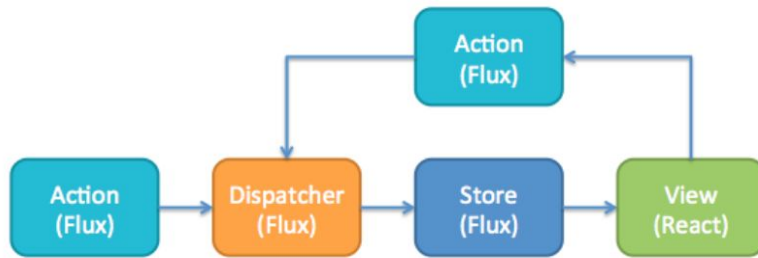 Action
(Flux)
Action
(Flux)
Dispatcher
(Flux)
Store
(Flux)
View
(React)